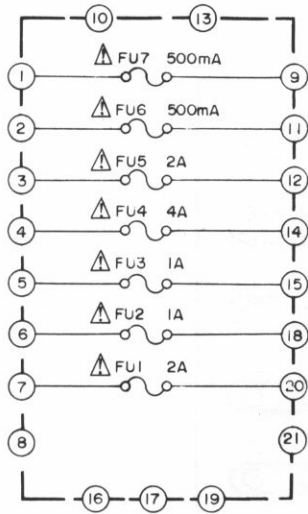 10 13
FU7 500mA
1 9
FU6 500mA
2 11
FU5 2A
3 12
FU4 4A
4 14
FU3 1A
5 15
FU2 1A
6 18
FU1 2A
7 20
8 21
16 17 19